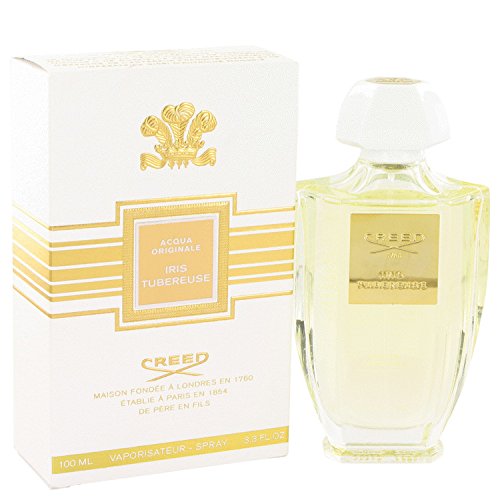 ACQUA
ORIGINALE
IRIS
TUBEREUSE
CREED
MAISON FONDÉE À LONDRES EN 1760
ÉTABLIE À PARIS EN 1854
DE PÈRE EN FILS
100 ML VAPORISATEUR - SPRAY 3.3 FL.OZ
CREED
1760
IRIS
TUBEREUSE